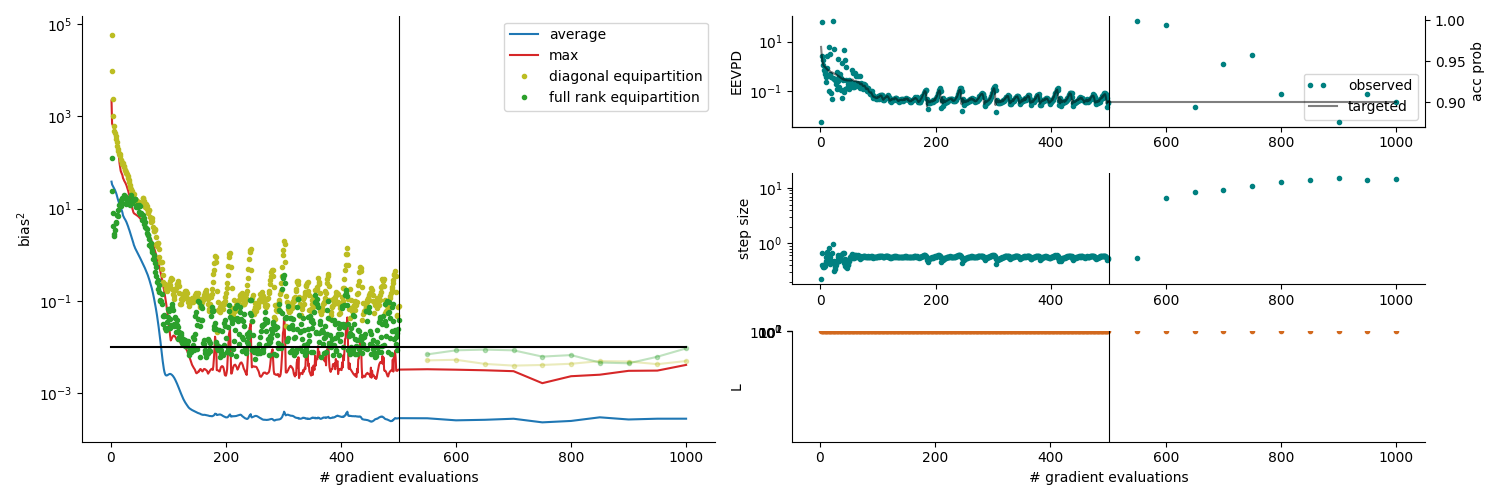 10^5
10^3
10^1
10^-1
10^-3
bias^2
0 200 400 600 800 1000
# gradient evaluations
average
max
diagonal equipartition
full rank equipartition
10^1
10^-1
EEVPD
1.00
0.95
0.90
acc prob
observed
targeted
0 200 400 600 800 1000
10^1
10^0
step size
0 200 400 600 800 1000
L
0 200 400 600 800 1000
# gradient evaluations